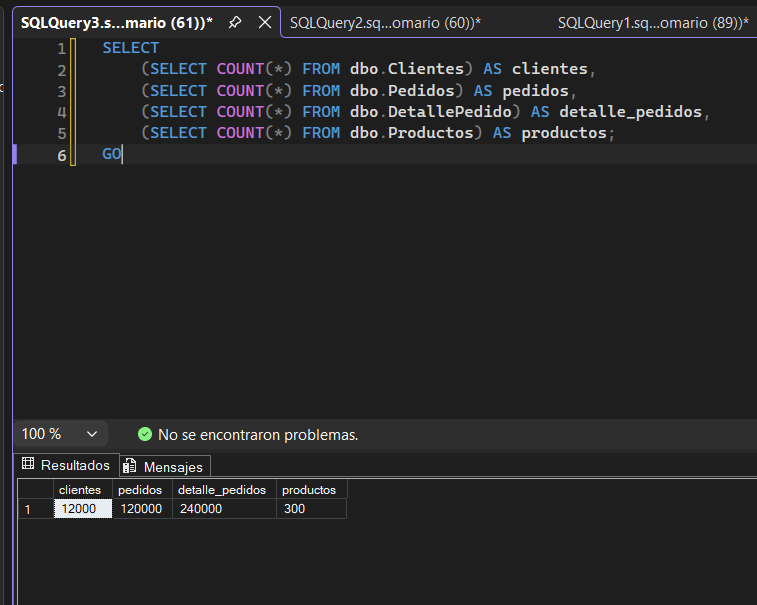 SQLQuery3.s...mario (61))* SQLQuery2.sq...omario (60))* SQLQuery1.sq...omario (89))*
1 SELECT
2 (SELECT COUNT(*) FROM dbo.Clientes) AS clientes,
3 (SELECT COUNT(*) FROM dbo.Pedidos) AS pedidos,
4 (SELECT COUNT(*) FROM dbo.DetallePedido) AS detalle_pedidos,
5 (SELECT COUNT(*) FROM dbo.Productos) AS productos;
6 GO
100 % No se encontraron problemas.
Resultados Mensajes
clientes pedidos detalle_pedidos productos
1 12000 120000 240000 300